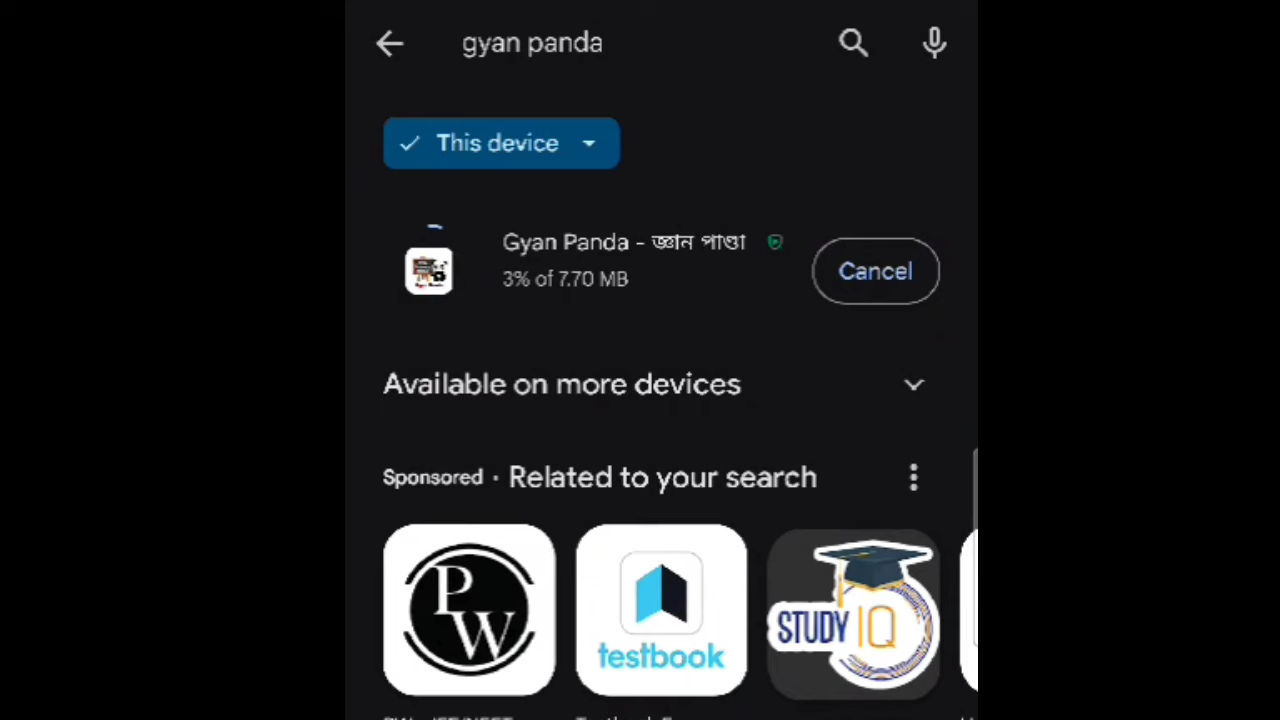 gyan panda
This device
Gyan Panda - জ্ঞান পাণ্ডা
3% of 7.70 MB
Cancel
Available on more devices
Sponsored · Related to your search
PW
testbook
STUDY IQ